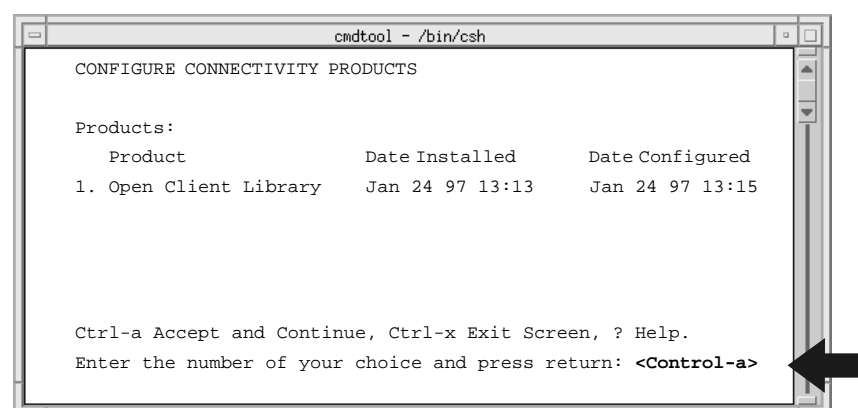 cmdtool - /bin/csh
CONFIGURE CONNECTIVITY PRODUCTS
Products:
Product Date Installed Date Configured
1. Open Client Library Jan 24 97 13:13 Jan 24 97 13:15
Ctrl-a Accept and Continue, Ctrl-x Exit Screen, ? Help.
Enter the number of your choice and press return: <Control-a>